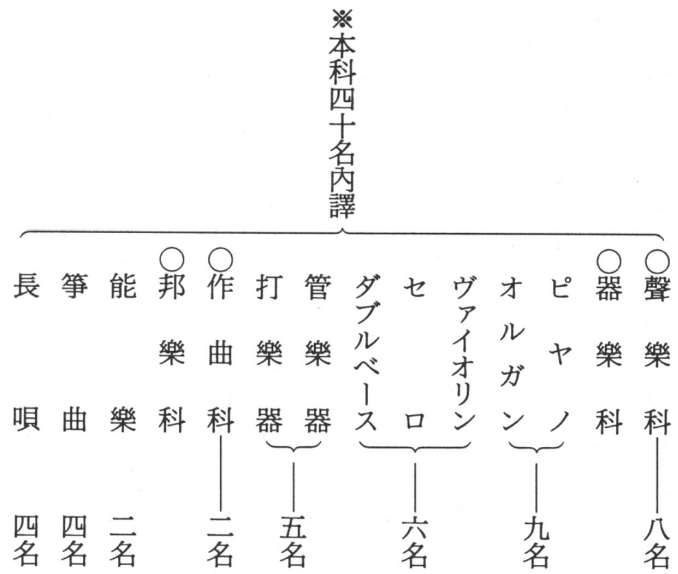 ※本科四十名內譯
○聲樂科 八名
○器樂科
ピヤノ
オルガン
九名
ヴァイオリン
セロ
ダブルベース
六名
管樂器
打樂器
五名
○作曲科 二名
○邦樂科
能樂 二名
箏曲 四名
長唄 四名